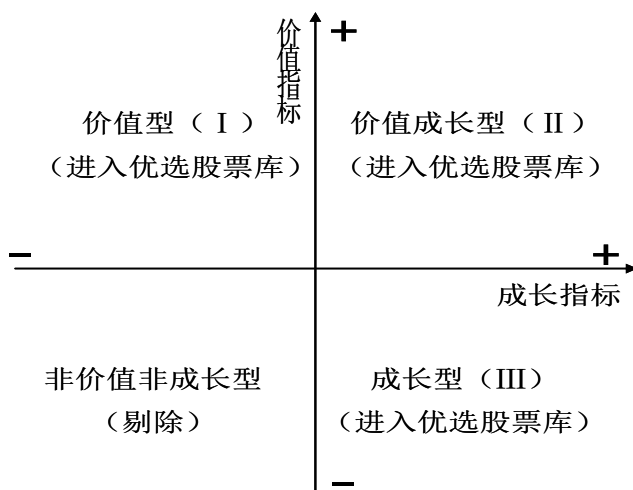 价值指标
+
价值型（Ⅰ）
（进入优选股票库）
价值成长型（Ⅱ）
（进入优选股票库）
−
+
成长指标
非价值非成长型
（剔除）
成长型（Ⅲ）
（进入优选股票库）
−